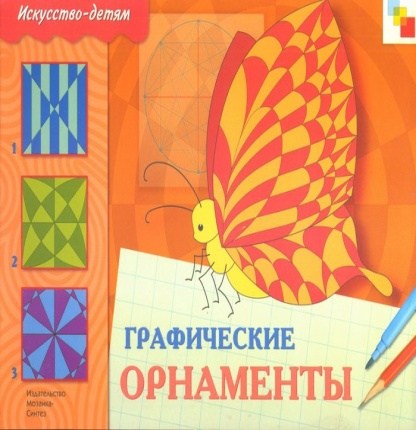 Искусство-детям
1
2
3
Издательство
Мозаика-
Синтез
ГРАФИЧЕСКИЕ
ОРНАМЕНТЫ